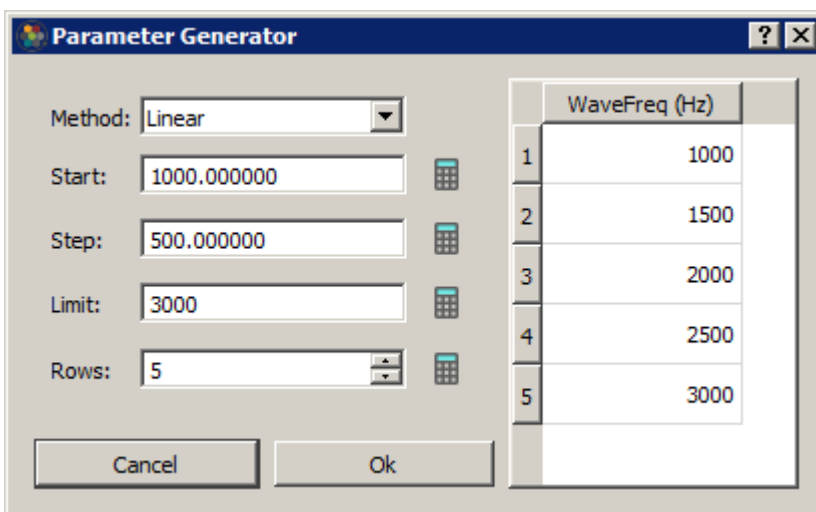 Parameter Generator
Method: Linear
Start: 1000.000000
Step: 500.000000
Limit: 3000
Rows: 5
Cancel Ok
WaveFreq (Hz)
1 1000
2 1500
3 2000
4 2500
5 3000